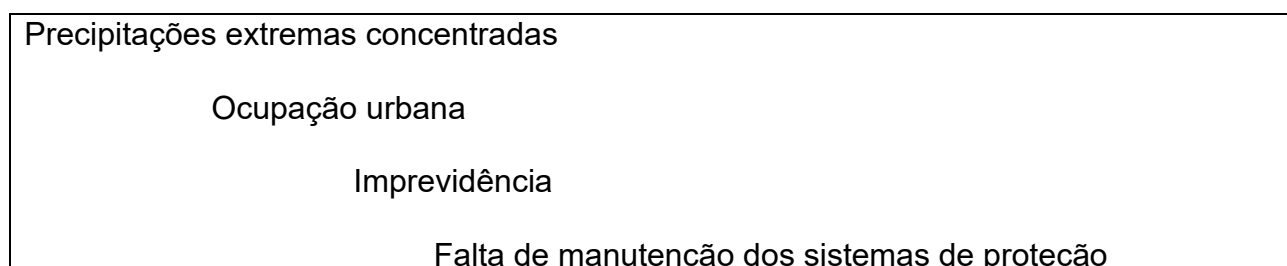 Precipitações extremas concentradas
Ocupação urbana
Imprevidência
Falta de manutenção dos sistemas de proteção